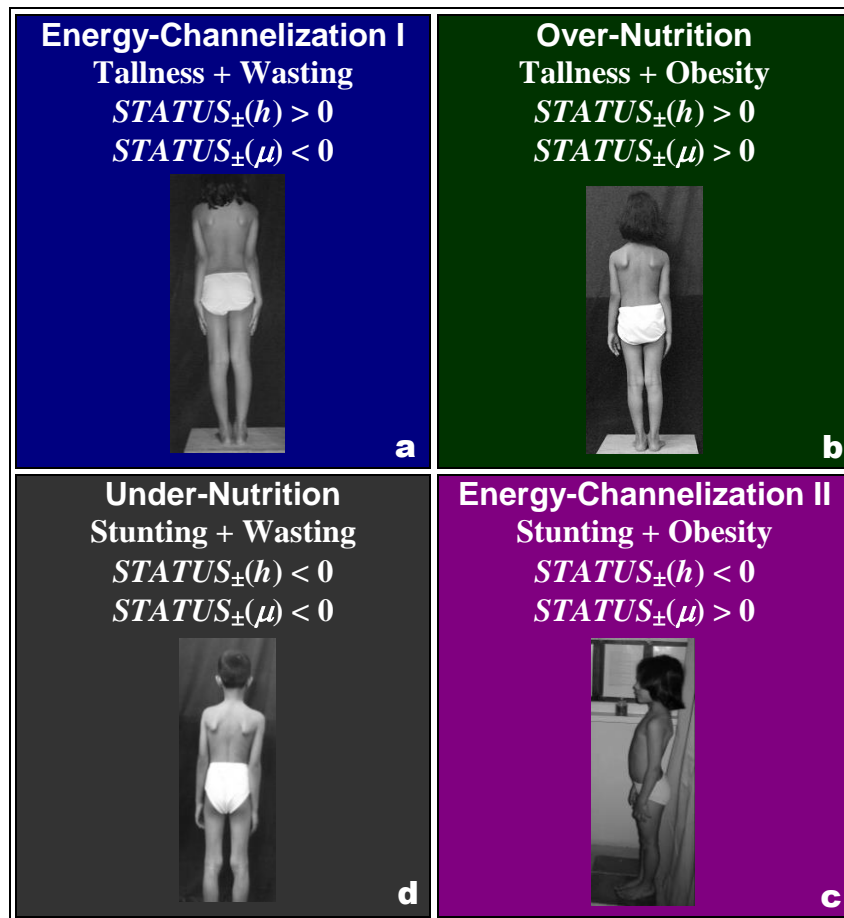 Energy-Channelization I
Tallness + Wasting
STATUS±(h) > 0
STATUS±(μ) < 0
a
Over-Nutrition
Tallness + Obesity
STATUS±(h) > 0
STATUS±(μ) > 0
b
Under-Nutrition
Stunting + Wasting
STATUS±(h) < 0
STATUS±(μ) < 0
d
Energy-Channelization II
Stunting + Obesity
STATUS±(h) < 0
STATUS±(μ) > 0
c